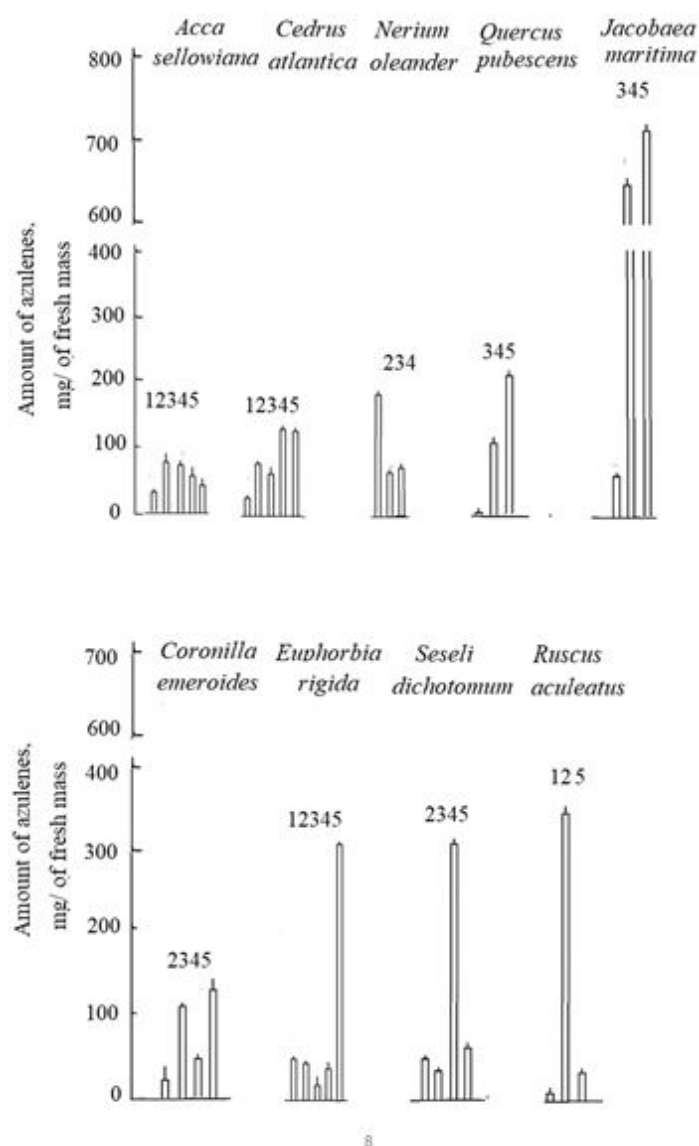 Acca Cedrus Nerium Quercus Jacobaea
sellowiana atlantica oleander pubescens maritima
800
345
700
600
Amount of azulenes,
mg/ of fresh mass
400
300
234 345
200
12345 12345
100
0
Coronilla Euphorbia Seseli Ruscus
emeroides rigida dichotomum aculeatus
700
600
Amount of azulenes,
mg/ of fresh mass
400
12 5
12345 2345
300
200
2345
100
0
8